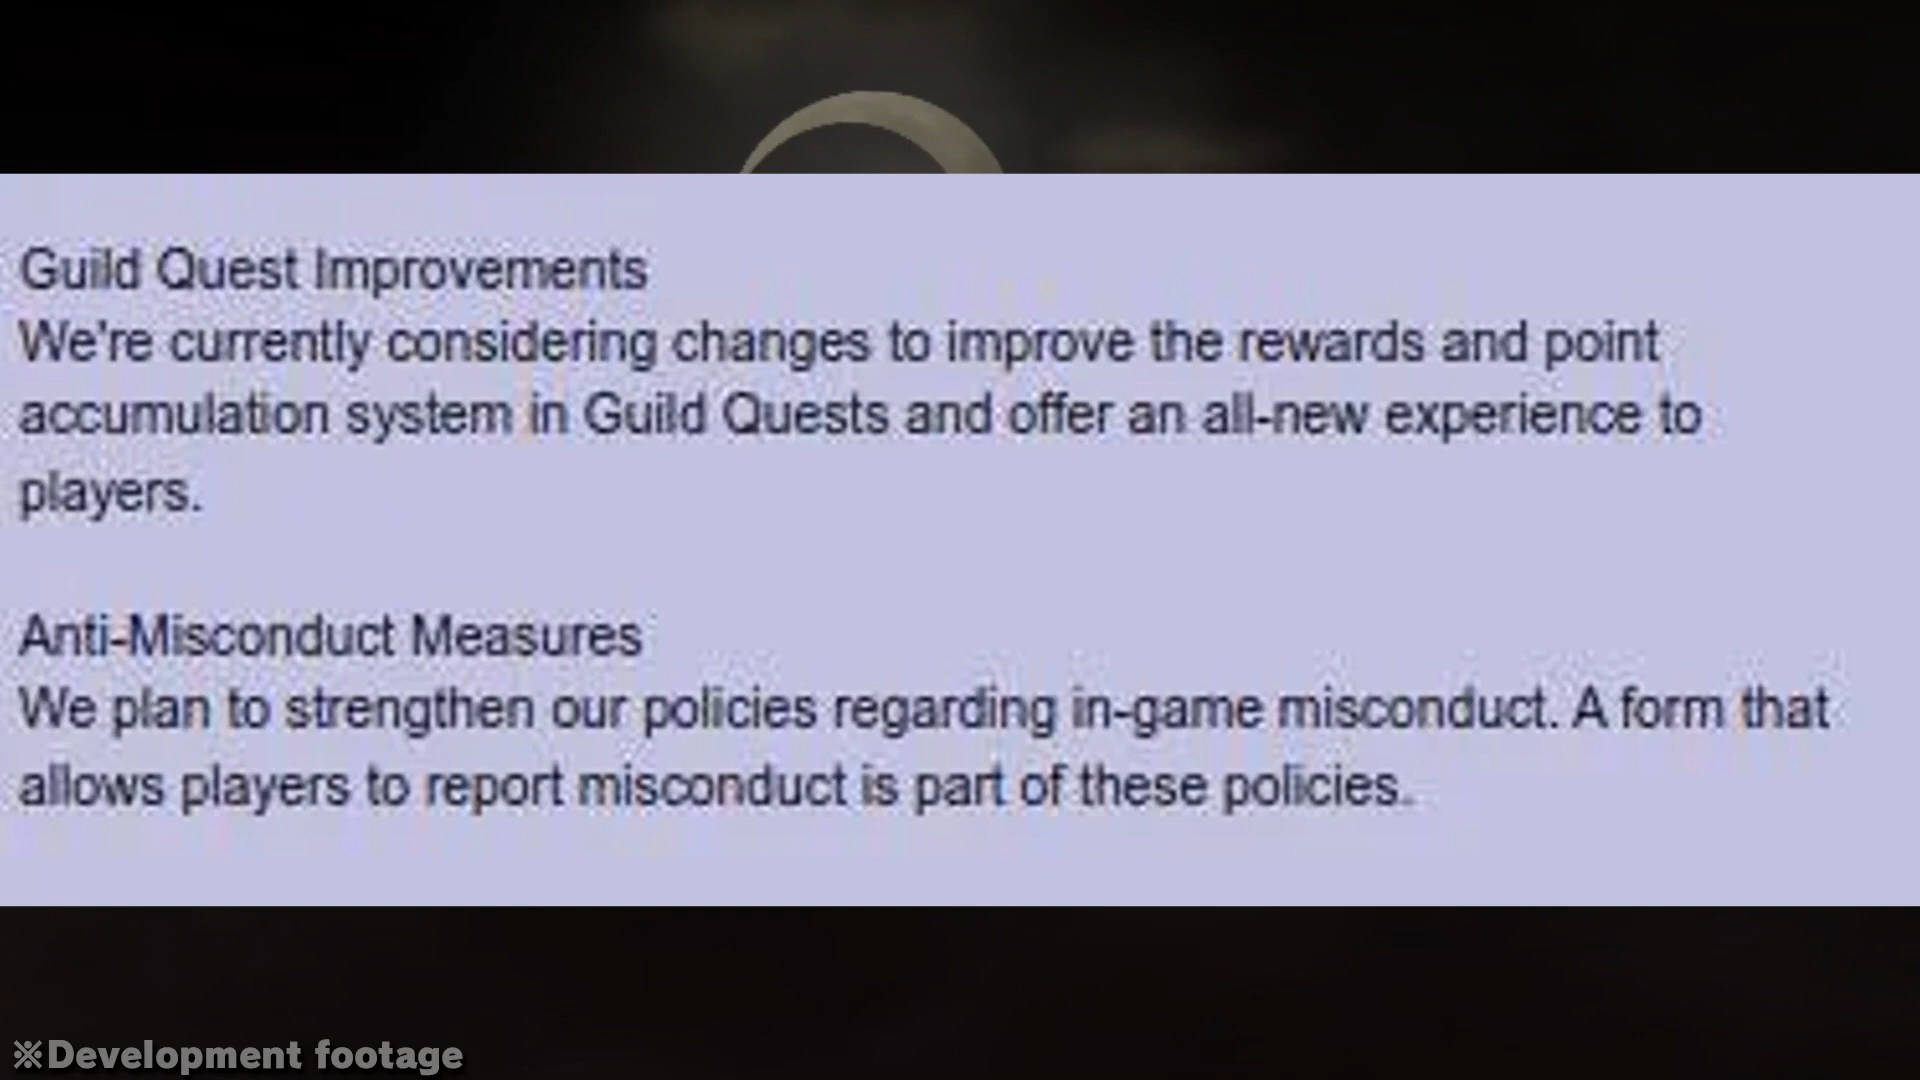 Guild Quest Improvements
We're currently considering changes to improve the rewards and point
accumulation system in Guild Quests and offer an all-new experience to
players.
Anti-Misconduct Measures
We plan to strengthen our policies regarding in-game misconduct. A form that
allows players to report misconduct is part of these policies.
※Development footage